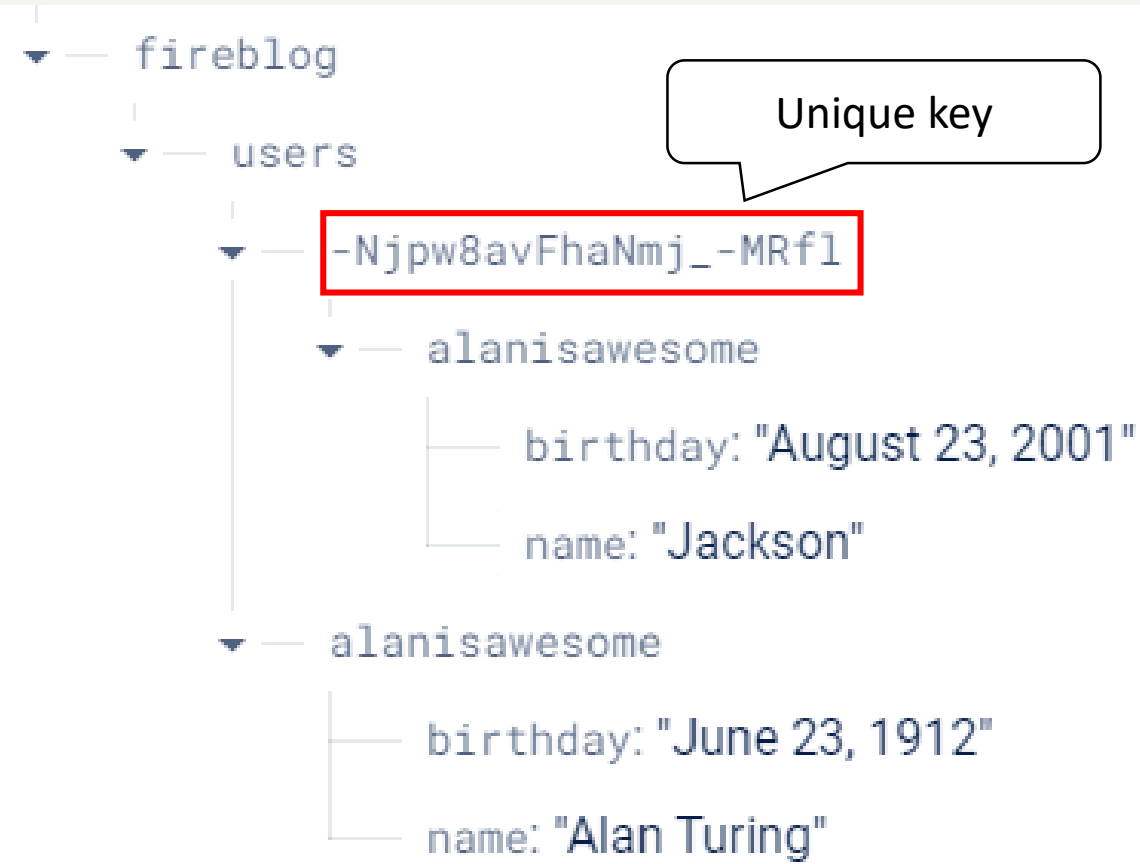 fireblog
Unique key
users
-Njpw8avFhaNmj_-MRfl
alanisawesome
birthday: "August 23, 2001"
name: "Jackson"
alanisawesome
birthday: "June 23, 1912"
name: "Alan Turing"